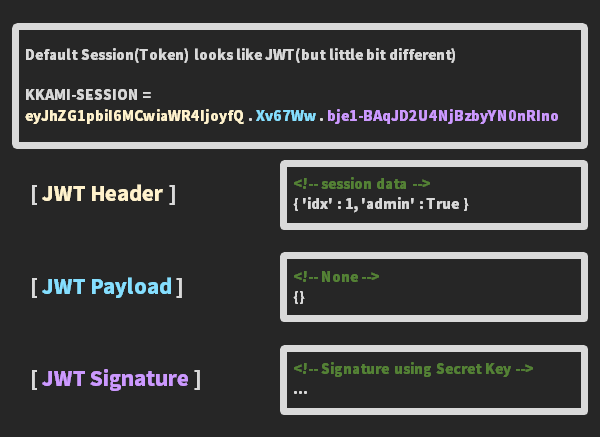 Default Session(Token) looks like JWT(but little bit different)
KKAMI-SESSION =
eyJhZG1pbiI6MCwiaWR4IjoyfQ . Xv67Ww . bje1-BAqJD2U4NjBzbyYN0nRIno
[ JWT Header ]
<!-- session data -->
{ 'idx' : 1, 'admin' : True }
[ JWT Payload ]
<!-- None -->
{}
[ JWT Signature ]
<!-- Signature using Secret Key -->
...